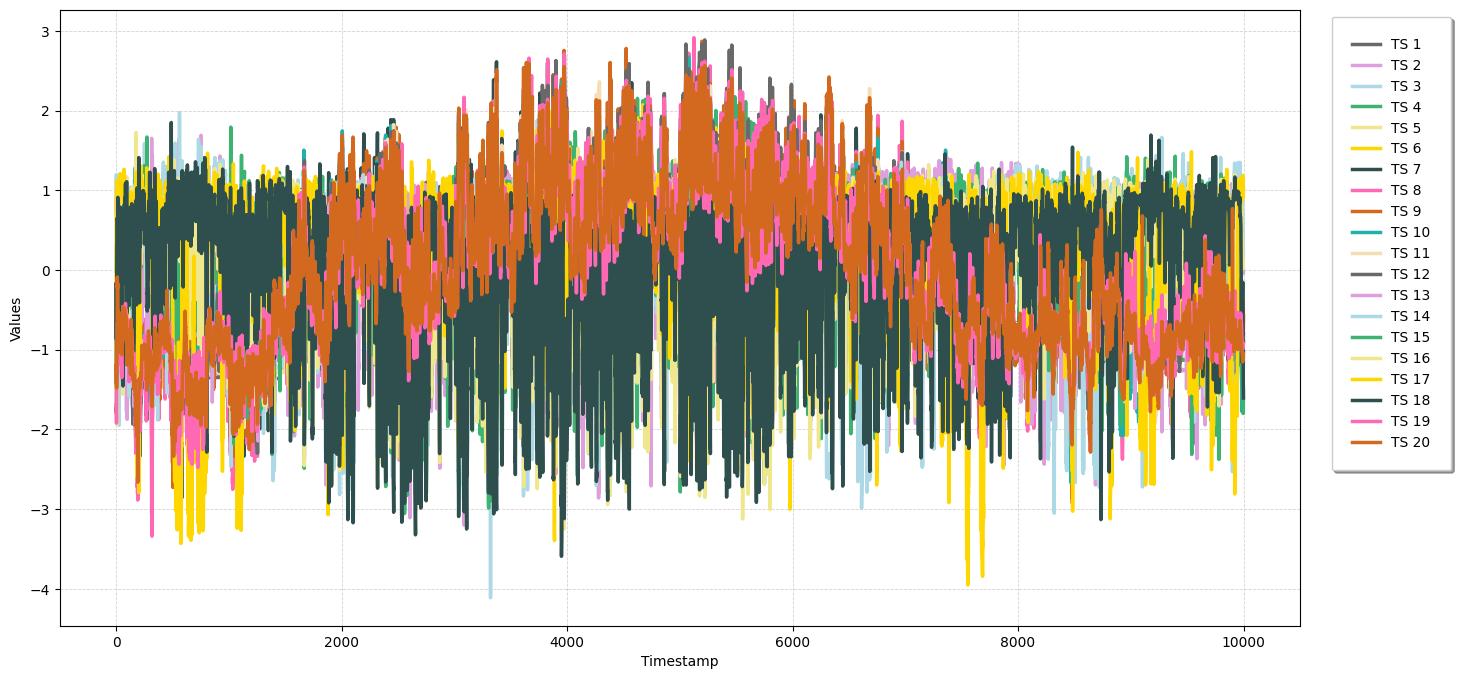 3
2
1
0
−1
−2
−3
−4
Values
0
2000
4000
6000
8000
10000
Timestamp
TS 1
TS 2
TS 3
TS 4
TS 5
TS 6
TS 7
TS 8
TS 9
TS 10
TS 11
TS 12
TS 13
TS 14
TS 15
TS 16
TS 17
TS 18
TS 19
TS 20